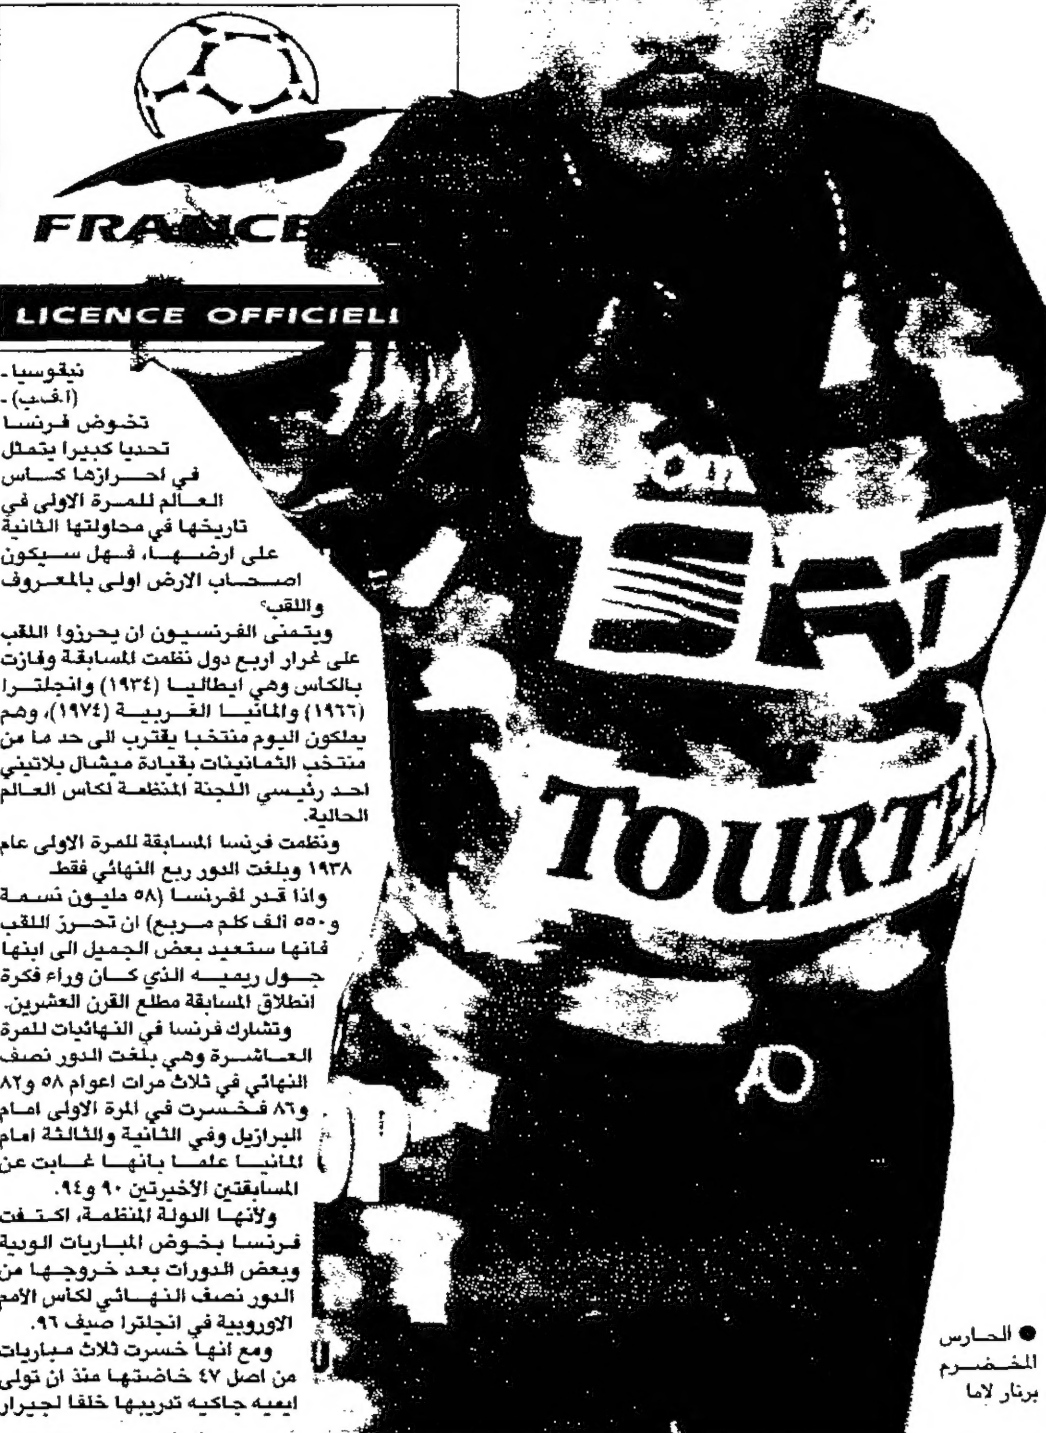 FRANCE
LICENCE OFFICIELL
نيقوسيا -
(ا.ف.ب) -
تخوض فرنسا
تحديا كبيرا يتمثل
في احرازها كاس
العالم للمرة الاولى في
تاريخها في محاولتها الثانية
على ارضها، فهل سيكون
اصحاب الارض اولى بالمعروف
واللقب؟
ويتمنى الفرنسيون ان يحرزوا اللقب
على غرار اربع دول نظمت المسابقة وفازت
بالكاس وهي ايطاليا (١٩٣٤) وانجلترا
(١٩٦٦) والمانيا الغربية (١٩٧٤)، وهم
يملكون اليوم منتخبا يقترب الى حد ما من
منتخب الثمانينات بقيادة ميشال بلاتيني
احد رئيسي اللجنة المنظمة لكاس العالم
الحالية.
ونظمت فرنسا المسابقة للمرة الاولى عام
١٩٣٨ وبلغت الدور ربع النهائي فقط.
واذا قدر لفرنسا (٥٨ مليون نسمة
و٥٥٠ الف كلم مربع) ان تحرز اللقب
فانها ستعيد بعض الجميل الى ابنها
جول ريميه الذي كان وراء فكرة
انطلاق المسابقة مطلع القرن العشرين.
وتشارك فرنسا في النهائيات للمرة
العاشرة وهي بلغت الدور نصف
النهائي في ثلاث مرات اعوام ٥٨ و٨٢
و٨٦ فخسرت في المرة الاولى امام
البرازيل وفي الثانية والثالثة امام
المانيا علما بانها غابت عن
المسابقتين الأخيرتين ٩٠ و٩٤.
ولأنها الدولة المنظمة، اكتفت
فرنسا بخوض المباريات الودية
وبعض الدورات بعد خروجها من
الدور نصف النهائي لكاس الأمم
الاوروبية في انجلترا صيف ٩٦.
ومع انها خسرت ثلاث مباريات
من اصل ٤٧ خاضتها منذ ان تولى
ايميه جاكيه تدريبها خلفا لجيرار
TOURTEL
● الحارس
المخضرم
برنار لاما